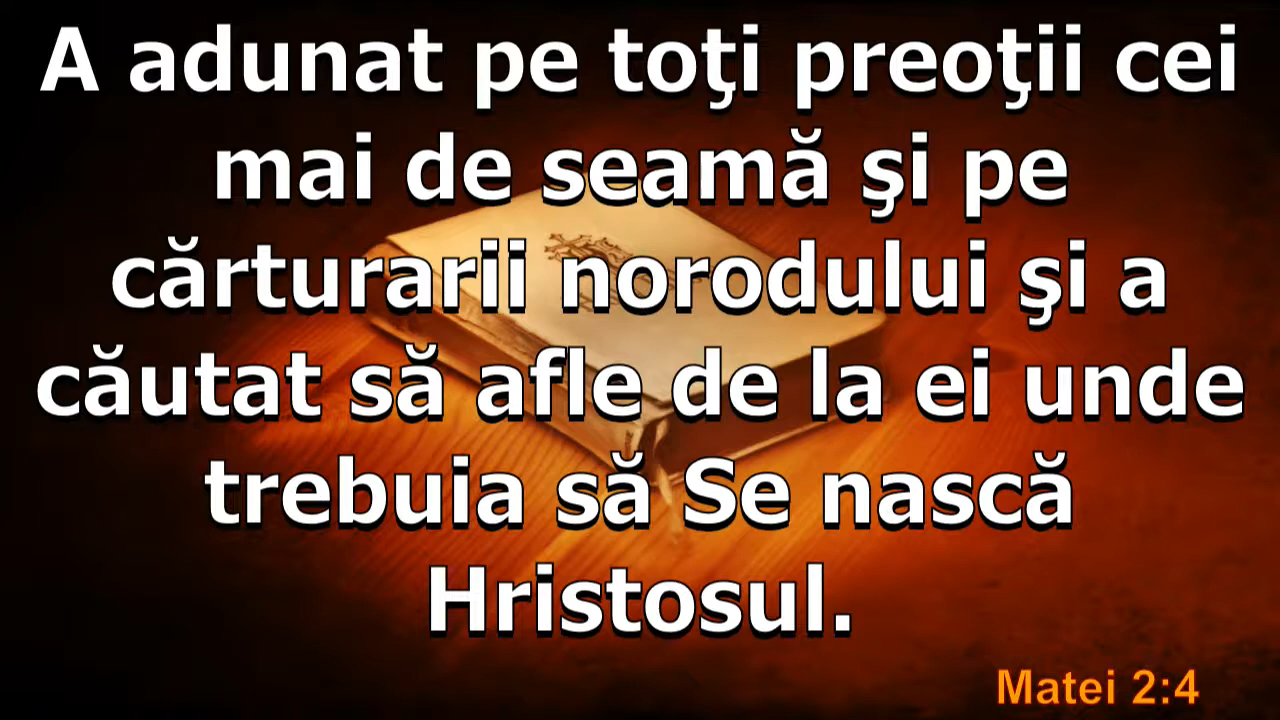 A adunat pe toţi preoţii cei
mai de seamă şi pe
cărturarii norodului şi a
căutat să afle de la ei unde
trebuia să Se nască
Hristosul.
Matei 2:4